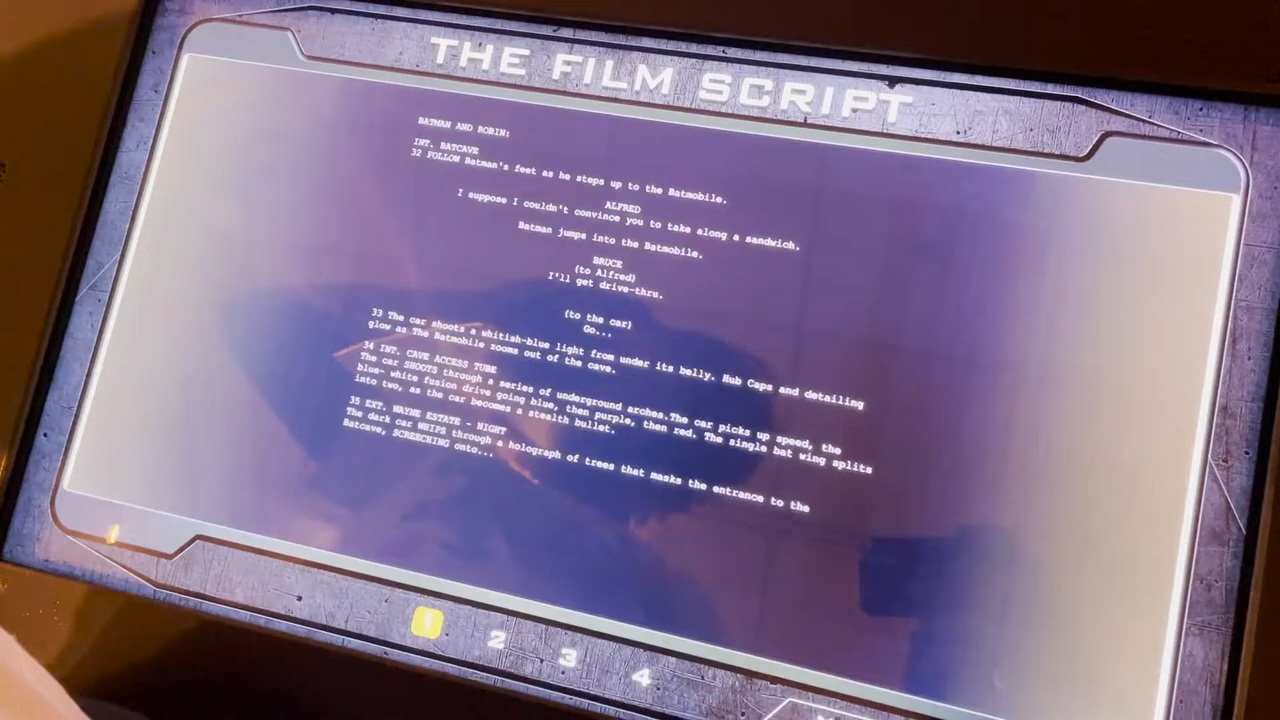 THE FILM SCRIPT
BATMAN AND ROBIN:
INT. BATCAVE
32 FOLLOW Batman's feet as he steps up to the Batmobile.
ALFRED
I suppose I couldn't convince you to take along a sandwich.
Batman jumps into the Batmobile.
BRUCE
(to Alfred)
I'll get drive-thru.
(to the car)
Go...
33 The car shoots a whitish-blue light from under its belly. Hub Caps and detailing
glow as The Batmobile zooms out of the cave.
34 INT. CAVE ACCESS TUBE
The car SHOOTS through a series of underground arches.The car picks up speed, the
blue- white fusion drive going blue, then purple, then red. The single bat wing splits
into two, as the car becomes a stealth bullet.
35 EXT. WAYNE ESTATE - NIGHT
The dark car WHIPS through a holograph of trees that masks the entrance to the
Batcave, SCREECHING onto...
1 2 3 4